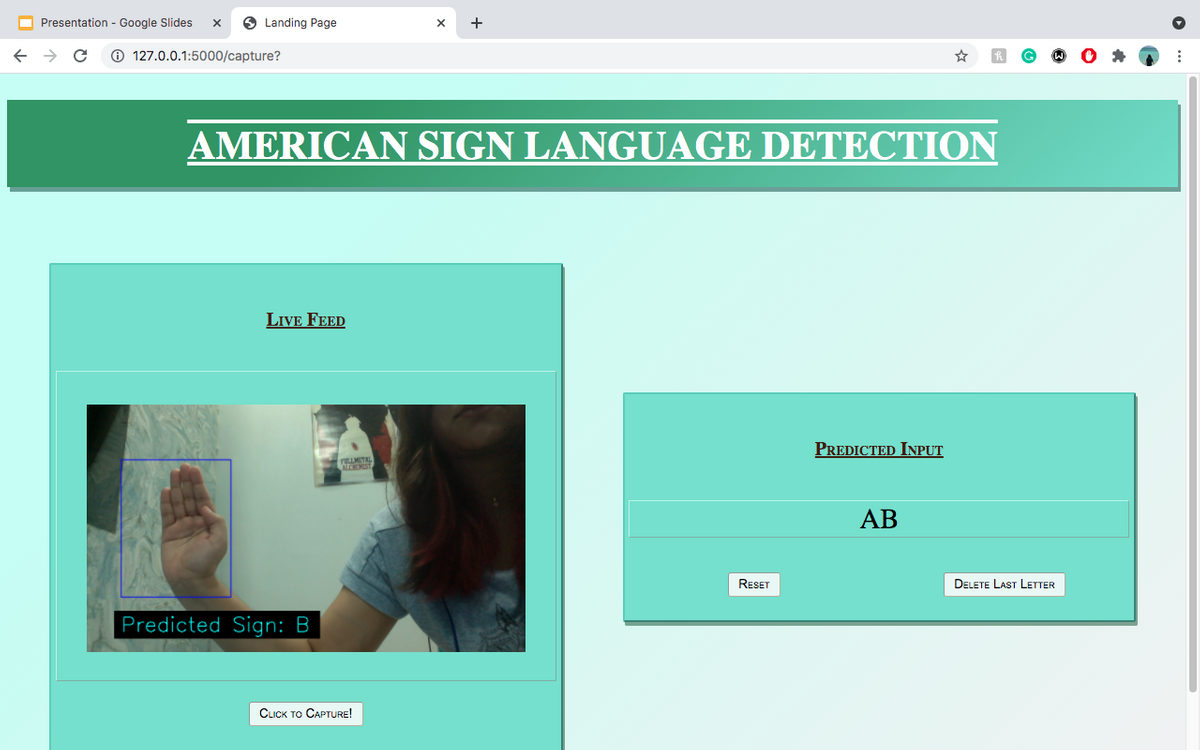 Presentation - Google Slides
Landing Page
127.0.0.1:5000/capture?
AMERICAN SIGN LANGUAGE DETECTION
LIVE FEED
FULLMETAL
ALCHEMIST
Predicted Sign: B
CLICK TO CAPTURE!
PREDICTED INPUT
AB
RESET
DELETE LAST LETTER